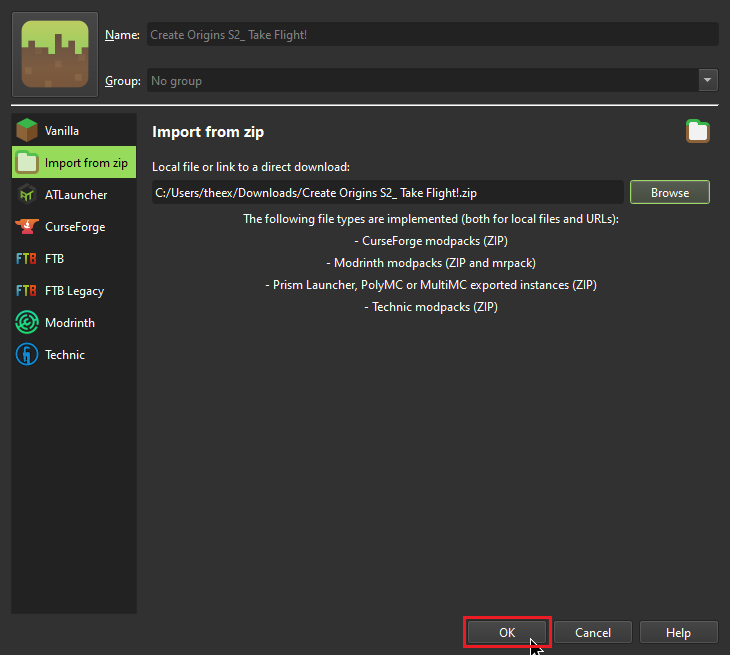 Name: Create Origins S2_ Take Flight!
Group: No group
Vanilla
Import from zip
ATLauncher
CurseForge
FTB FTB
FTB FTB Legacy
Modrinth
Technic
Import from zip
Local file or link to a direct download:
C:/Users/theex/Downloads/Create Origins S2_ Take Flight!.zip Browse
The following file types are implemented (both for local files and URLs):
- CurseForge modpacks (ZIP)
- Modrinth modpacks (ZIP and mrpack)
- Prism Launcher, PolyMC or MultiMC exported instances (ZIP)
- Technic modpacks (ZIP)
OK Cancel Help